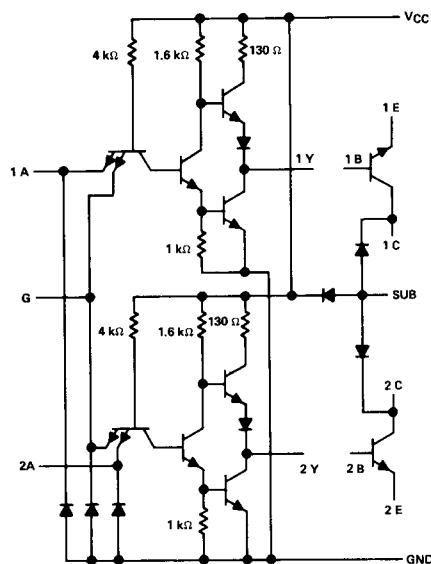 VCC
4 kΩ
1.6 kΩ
130 Ω
1 E
1 A
1 Y
1 B
1 C
1 kΩ
G
SUB
4 kΩ
1.6 kΩ
130 Ω
2 C
2A
2 Y
2 B
2 E
1 kΩ
GND